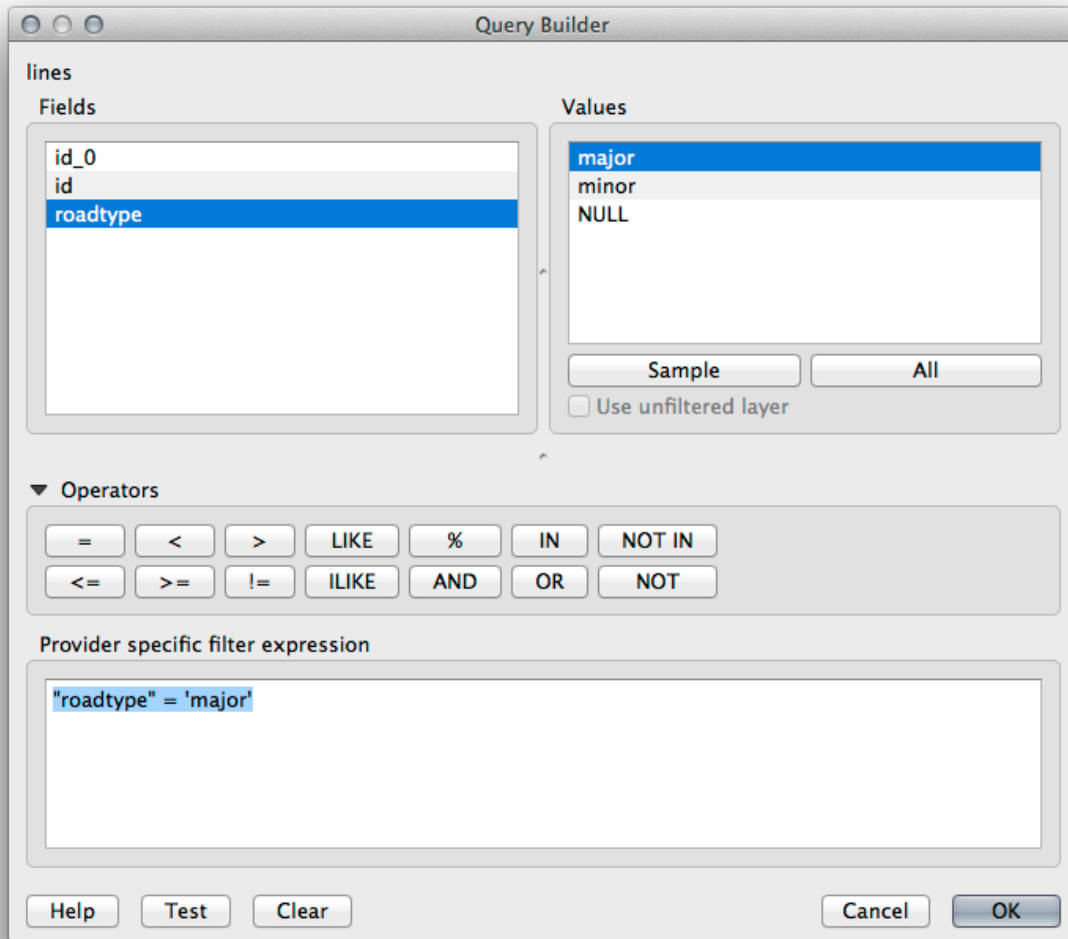 Query Builder
lines
Fields
Values
id_0
id
roadtype
major
minor
NULL
Sample
All
Use unfiltered layer
Operators
= < > LIKE % IN NOT IN
<= >= != ILIKE AND OR NOT
Provider specific filter expression
"roadtype" = 'major'
Help Test Clear Cancel OK